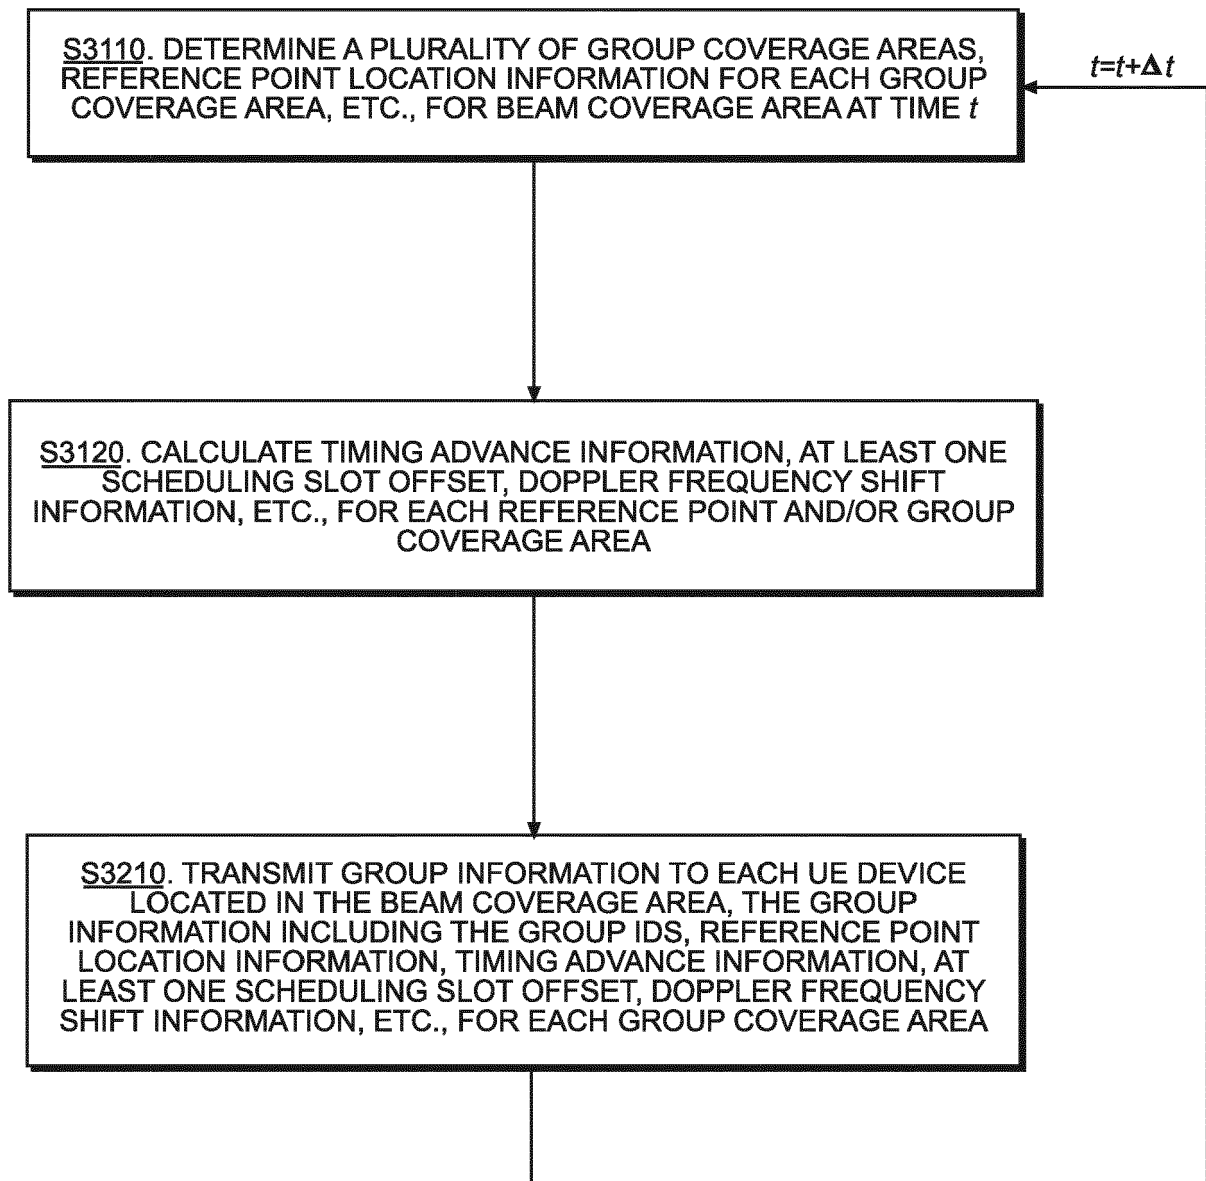 S3110. DETERMINE A PLURALITY OF GROUP COVERAGE AREAS,
REFERENCE POINT LOCATION INFORMATION FOR EACH GROUP
COVERAGE AREA, ETC., FOR BEAM COVERAGE AREA AT TIME t
t=t+Δt
S3120. CALCULATE TIMING ADVANCE INFORMATION, AT LEAST ONE
SCHEDULING SLOT OFFSET, DOPPLER FREQUENCY SHIFT
INFORMATION, ETC., FOR EACH REFERENCE POINT AND/OR GROUP
COVERAGE AREA
S3210. TRANSMIT GROUP INFORMATION TO EACH UE DEVICE
LOCATED IN THE BEAM COVERAGE AREA, THE GROUP
INFORMATION INCLUDING THE GROUP IDS, REFERENCE POINT
LOCATION INFORMATION, TIMING ADVANCE INFORMATION, AT
LEAST ONE SCHEDULING SLOT OFFSET, DOPPLER FREQUENCY
SHIFT INFORMATION, ETC., FOR EACH GROUP COVERAGE AREA